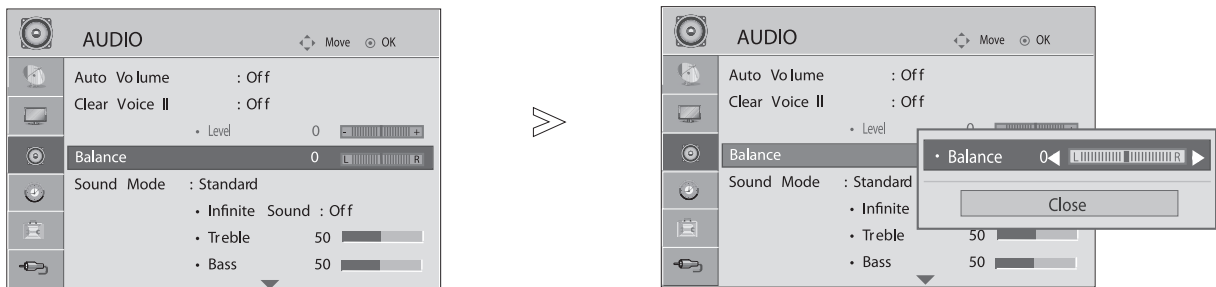 AUDIO Move OK
Auto Volume : Off
Clear Voice II : Off
• Level 0 - +
Balance 0 L R
Sound Mode : Standard
• Infinite Sound : Off
• Treble 50
• Bass 50
AUDIO Move OK
Auto Volume : Off
Clear Voice II : Off
• Level 0
Balance
Sound Mode : Standard
• Infinite
• Treble 50
• Bass 50
• Balance 0 L R
Close